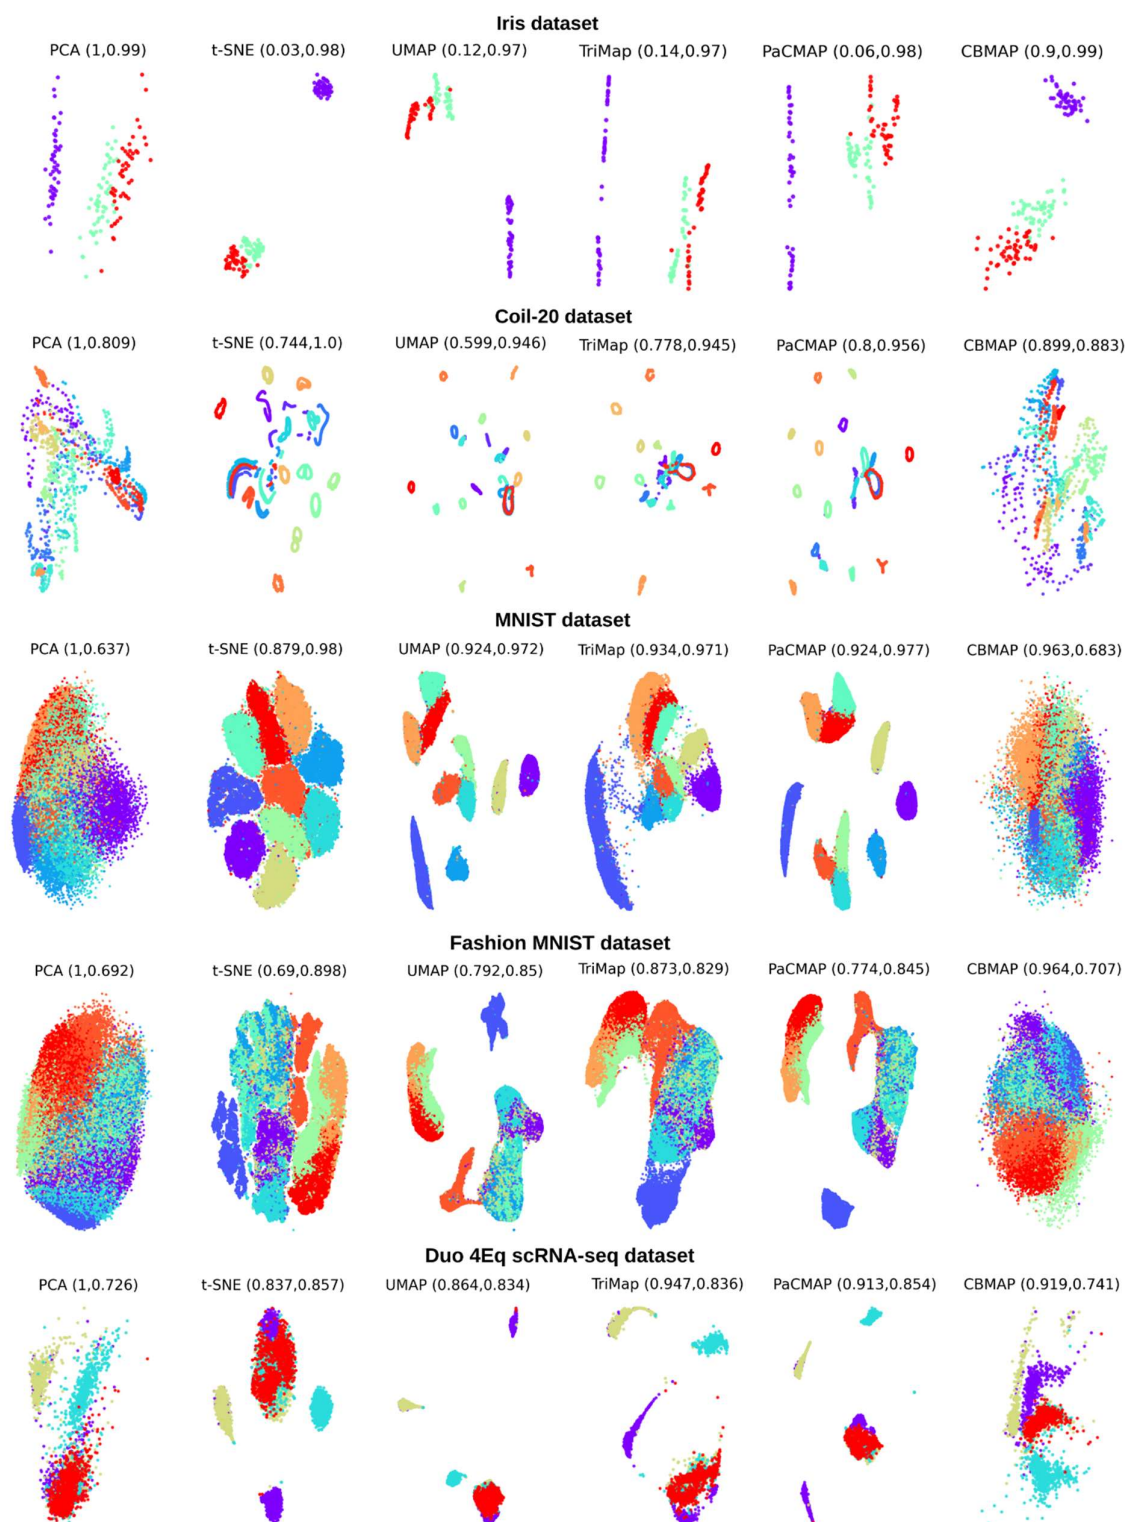 Iris dataset
PCA (1,0.99) t-SNE (0.03,0.98) UMAP (0.12,0.97) TriMap (0.14,0.97) PaCMAP (0.06,0.98) CBMAP (0.9,0.99)
Coil-20 dataset
PCA (1,0.809) t-SNE (0.744,1.0) UMAP (0.599,0.946) TriMap (0.778,0.945) PaCMAP (0.8,0.956) CBMAP (0.899,0.883)
MNIST dataset
PCA (1,0.637) t-SNE (0.879,0.98) UMAP (0.924,0.972) TriMap (0.934,0.971) PaCMAP (0.924,0.977) CBMAP (0.963,0.683)
Fashion MNIST dataset
PCA (1,0.692) t-SNE (0.69,0.898) UMAP (0.792,0.85) TriMap (0.873,0.829) PaCMAP (0.774,0.845) CBMAP (0.964,0.707)
Duo 4Eq scRNA-seq dataset
PCA (1,0.726) t-SNE (0.837,0.857) UMAP (0.864,0.834) TriMap (0.947,0.836) PaCMAP (0.913,0.854) CBMAP (0.919,0.741)